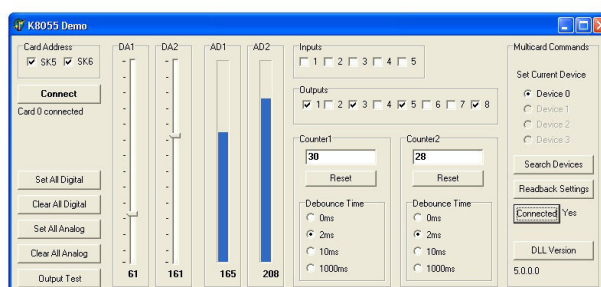 K8055 Demo
Card Address
SK5 SK6
Connect
Card 0 connected
Set All Digital
Clear All Digital
Set All Analog
Clear All Analog
Output Test
DA1
61
DA2
161
AD1
165
AD2
208
Inputs
1 2 3 4 5
Outputs
1 2 3 4 5 6 7 8
Counter1
30
Reset
Debounce Time
0ms
2ms
10ms
1000ms
Counter2
28
Reset
Debounce Time
0ms
2ms
10ms
1000ms
Multicard Commands
Set Current Device
Device 0
Device 1
Device 2
Device 3
Search Devices
Readback Settings
Connected Yes
DLL Version
5.0.0.0